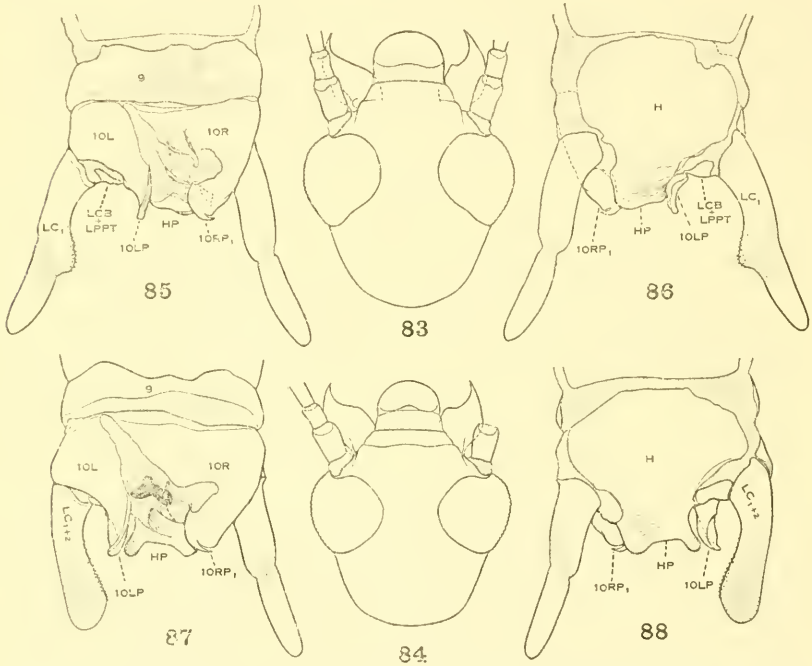 9
10L
10R
LC₁
LCB
+
LPPT
10LP
HP
10RP₁
85
83
H
10RP₁
HP
10LP
LCB
+
LPPT
LC₁
86
9
10L
10R
LC₁₊₂
HP
10LP
10RP₁
87
84
H
LC₁₊₂
10RP₁
HP
10LP
88